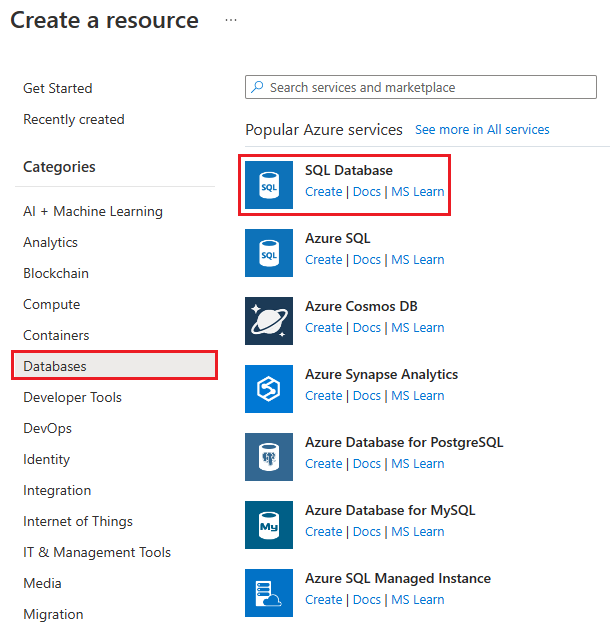 Create a resource ...
Get Started
Recently created
Categories
AI + Machine Learning
Analytics
Blockchain
Compute
Containers
Databases
Developer Tools
DevOps
Identity
Integration
Internet of Things
IT & Management Tools
Media
Migration
Search services and marketplace
Popular Azure services See more in All services
SQL
SQL Database
Create | Docs | MS Learn
SQL
Azure SQL
Create | Docs | MS Learn
Azure Cosmos DB
Create | Docs | MS Learn
Azure Synapse Analytics
Create | Docs | MS Learn
Azure Database for PostgreSQL
Create | Docs | MS Learn
My
Azure Database for MySQL
Create | Docs | MS Learn
Azure SQL Managed Instance
Create | Docs | MS Learn